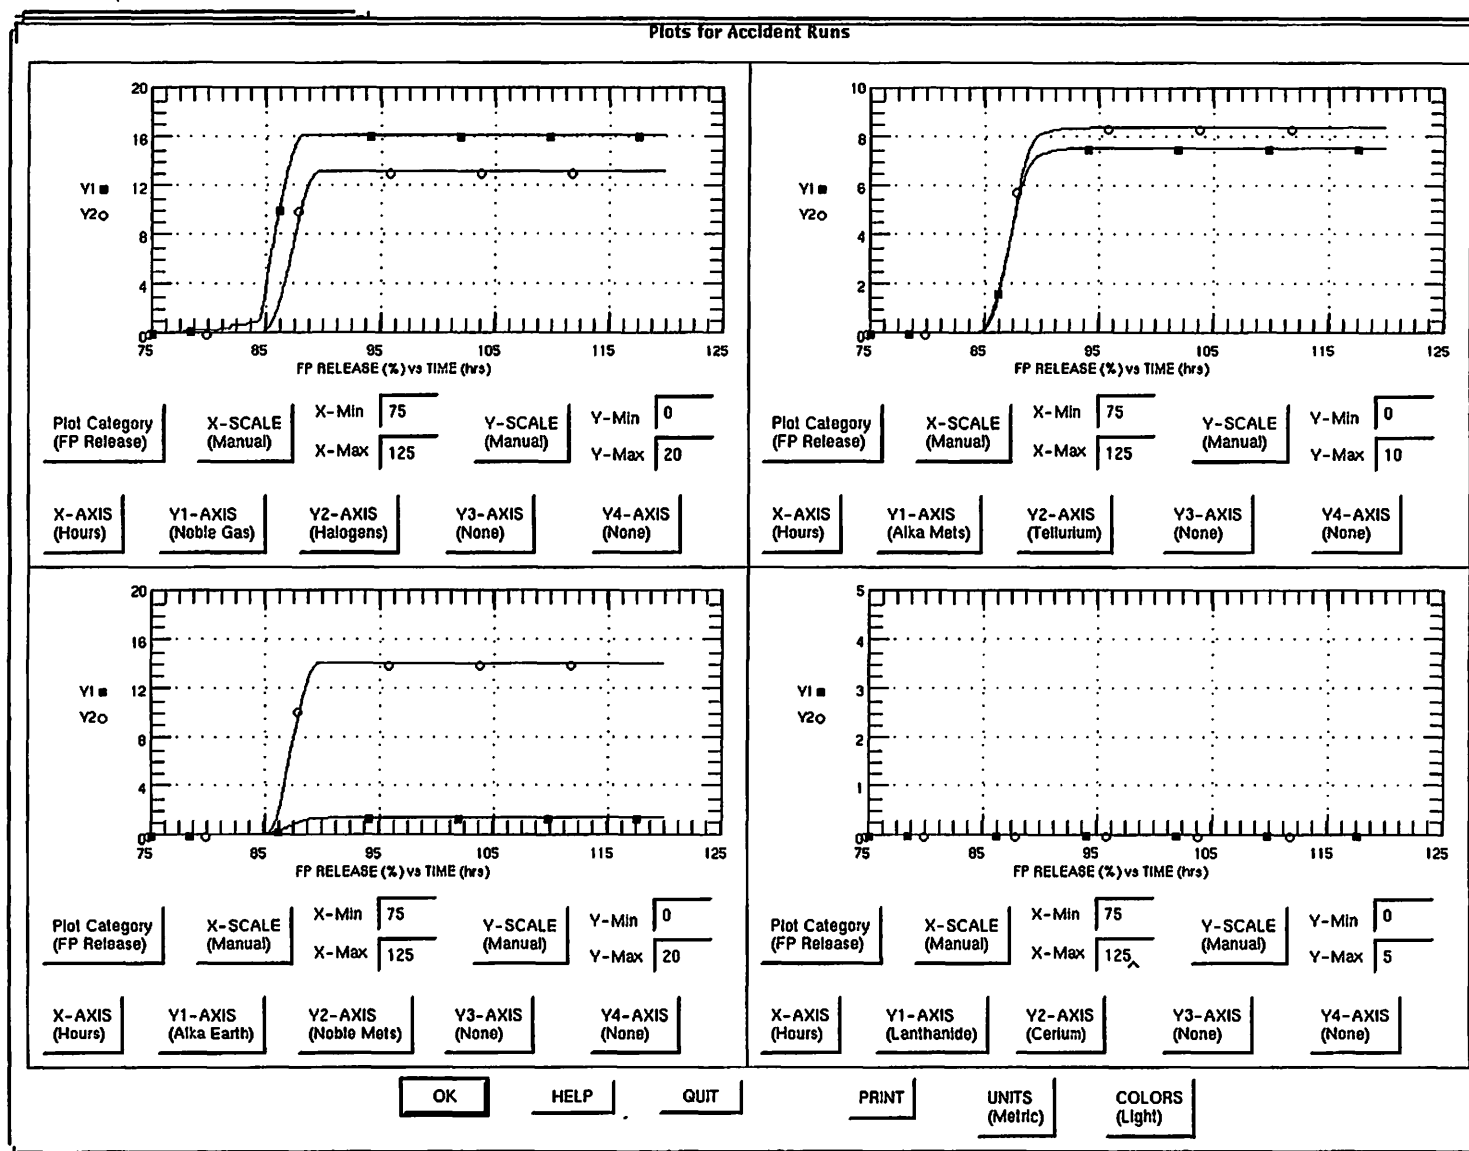 Plots for Accident Runs
20
16
12
8
4
0
Y1
Y2
75 85 95 105 115 125
FP RELEASE (%) vs TIME (hrs)
Plot Category
(FP Release)
X-SCALE
(Manual)
X-Min 75
X-Max 125
Y-SCALE
(Manual)
Y-Min 0
Y-Max 20
X-AXIS
(Hours)
Y1-AXIS
(Noble Gas)
Y2-AXIS
(Halogens)
Y3-AXIS
(None)
Y4-AXIS
(None)
10
8
6
4
2
0
Y1
Y2
75 85 95 105 115 125
FP RELEASE (%) vs TIME (hrs)
Plot Category
(FP Release)
X-SCALE
(Manual)
X-Min 75
X-Max 125
Y-SCALE
(Manual)
Y-Min 0
Y-Max 10
X-AXIS
(Hours)
Y1-AXIS
(Alka Mets)
Y2-AXIS
(Tellurium)
Y3-AXIS
(None)
Y4-AXIS
(None)
20
16
12
8
4
0
Y1
Y2
75 85 95 105 115 125
FP RELEASE (%) vs TIME (hrs)
Plot Category
(FP Release)
X-SCALE
(Manual)
X-Min 75
X-Max 125
Y-SCALE
(Manual)
Y-Min 0
Y-Max 20
X-AXIS
(Hours)
Y1-AXIS
(Alka Earth)
Y2-AXIS
(Noble Mets)
Y3-AXIS
(None)
Y4-AXIS
(None)
5
4
3
2
1
0
Y1
Y2
75 85 95 105 115 125
FP RELEASE (%) vs TIME (hrs)
Plot Category
(FP Release)
X-SCALE
(Manual)
X-Min 75
X-Max 125
Y-SCALE
(Manual)
Y-Min 0
Y-Max 5
X-AXIS
(Hours)
Y1-AXIS
(Lanthanide)
Y2-AXIS
(Cerium)
Y3-AXIS
(None)
Y4-AXIS
(None)
OK
HELP
QUIT
PRINT
UNITS
(Metric)
COLORS
(Light)